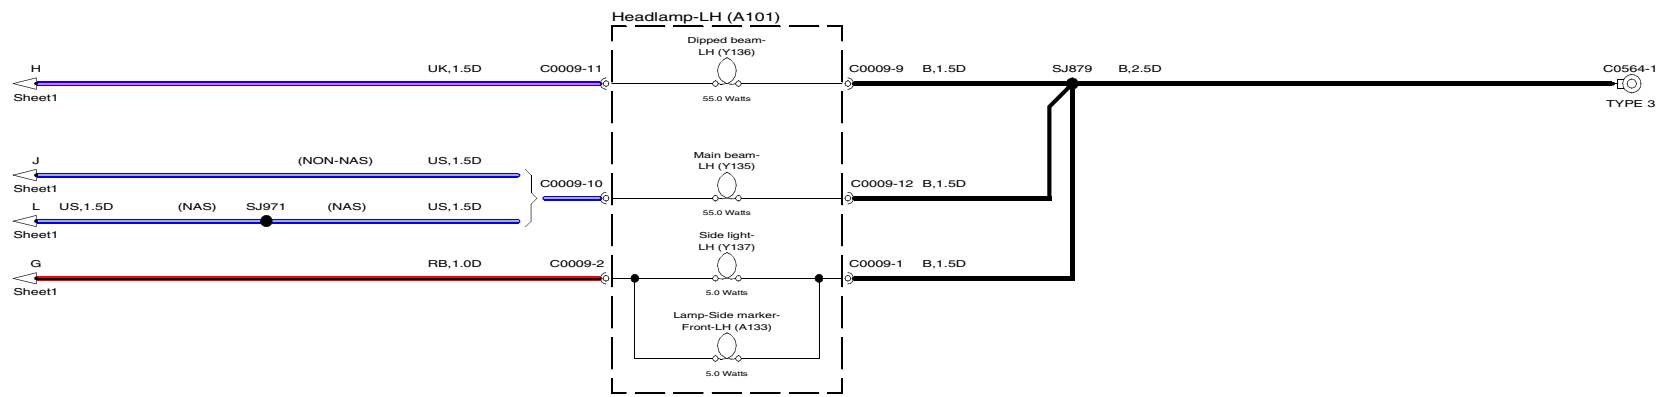 Headlamp-LH (A101)
Dipped beam-
LH (Y136)
H UK,1.5D C0009-11 C0009-9 B,1.5D SJ879 B,2.5D C0564-1
Sheet1 55.0 Watts TYPE 3
Main beam-
LH (Y135)
J (NON-NAS) US,1.5D
Sheet1 C0009-10 C0009-12 B,1.5D
L US,1.5D (NAS) SJ971 (NAS) US,1.5D 55.0 Watts
Sheet1
Side light-
LH (Y137)
G RB,1.0D C0009-2 C0009-1 B,1.5D
Sheet1 5.0 Watts
Lamp-Side marker-
Front-LH (A133)
5.0 Watts